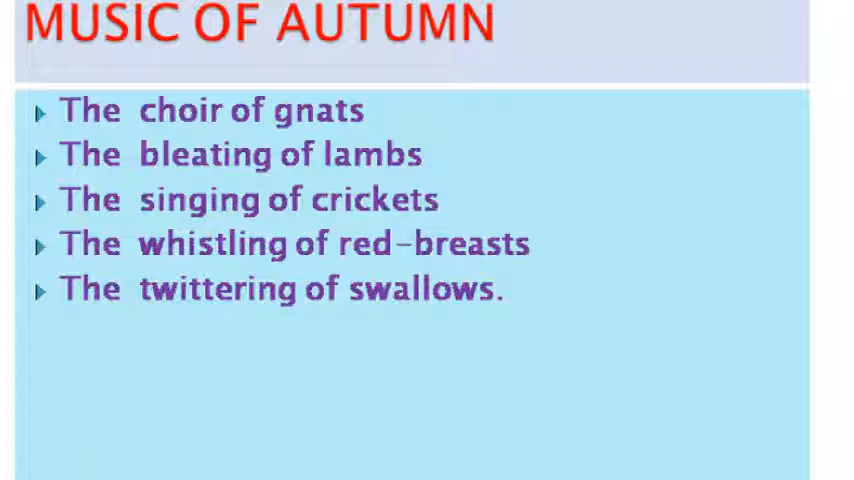 MUSIC OF AUTUMN
The choir of gnats
The bleating of lambs
The singing of crickets
The whistling of red-breasts
The twittering of swallows.